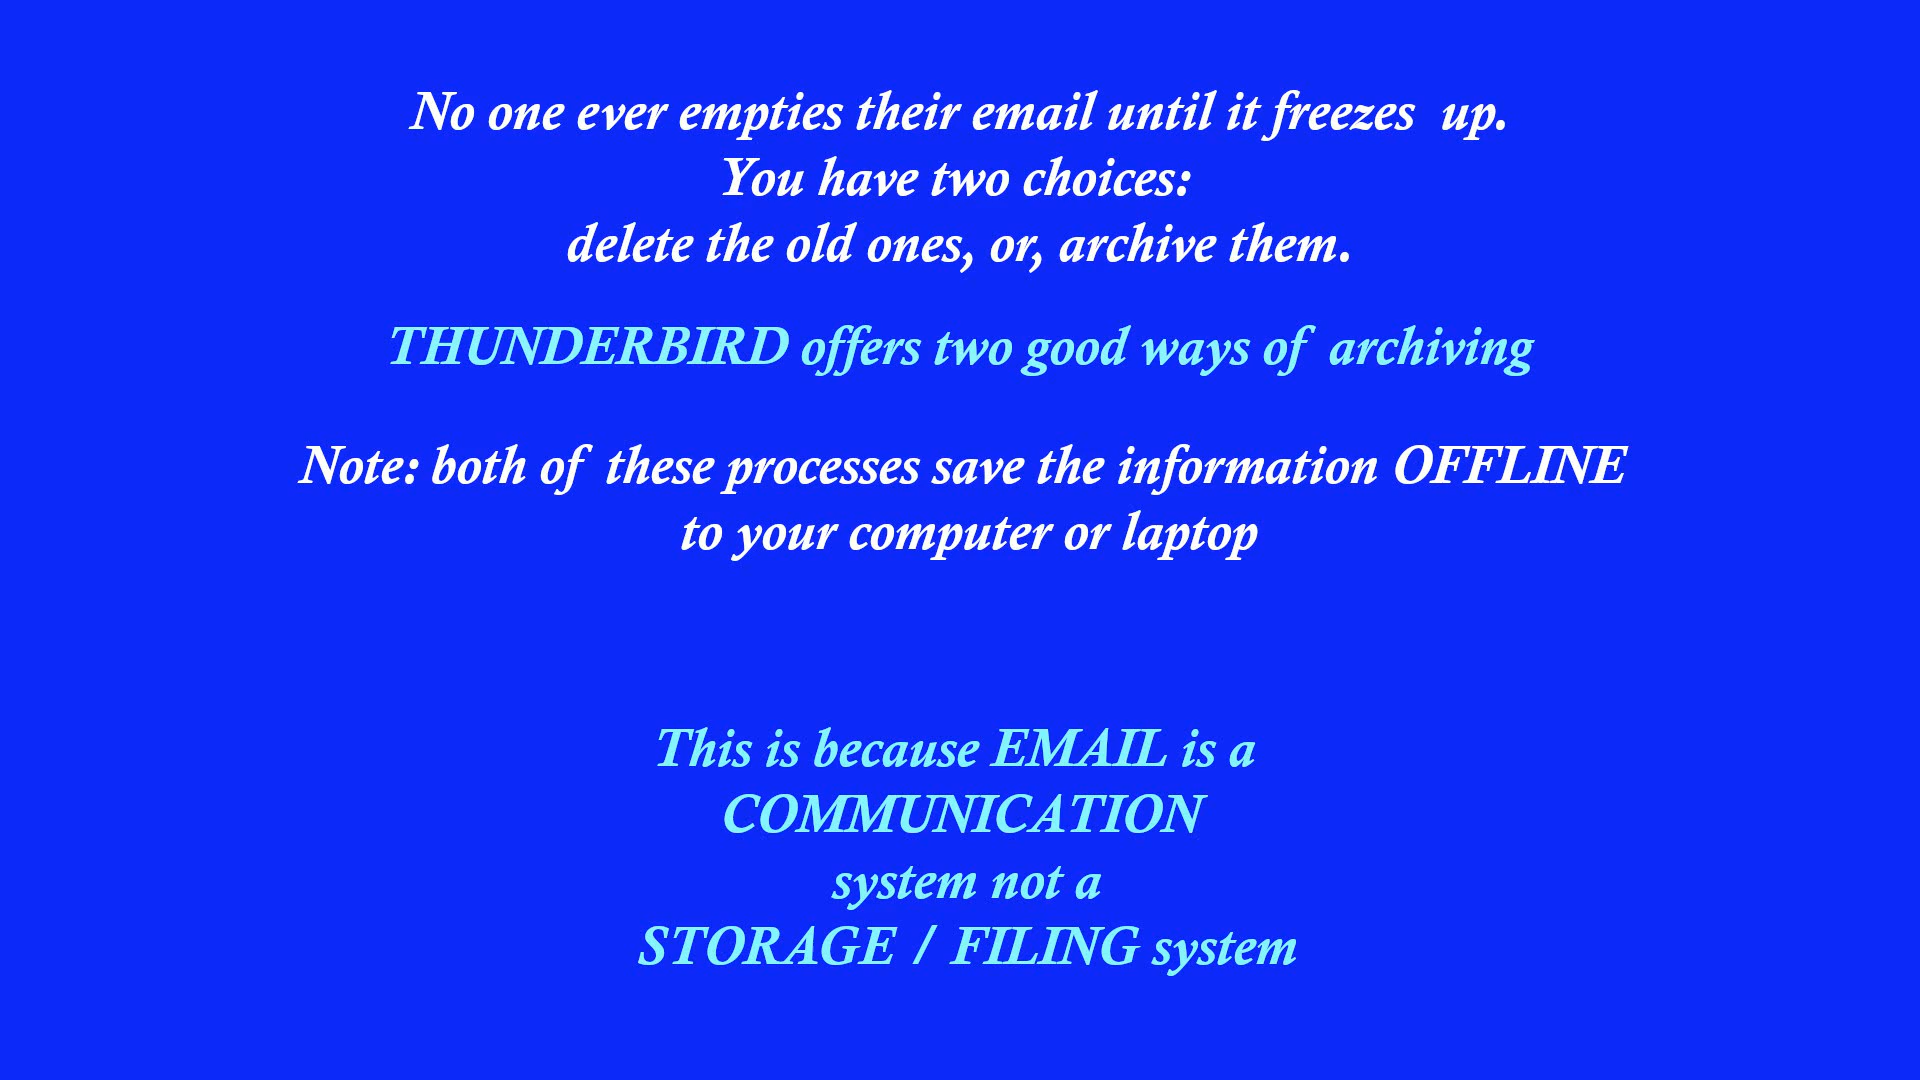 No one ever empties their email until it freezes up.
You have two choices:
delete the old ones, or, archive them.
THUNDERBIRD offers two good ways of archiving
Note: both of these processes save the information OFFLINE
to your computer or laptop
This is because EMAIL is a
COMMUNICATION
system not a
STORAGE / FILING system